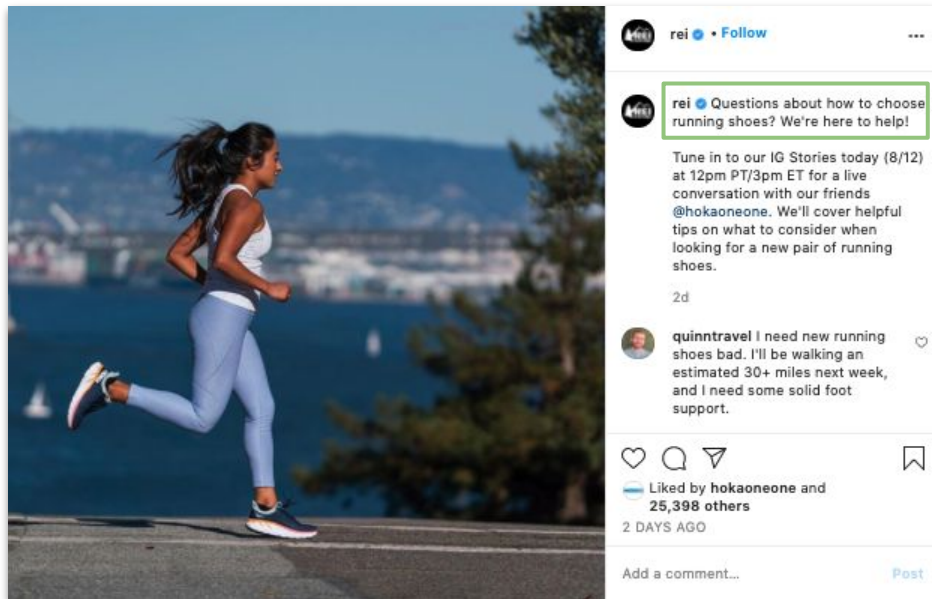 rei • Follow
rei Questions about how to choose
running shoes? We're here to help!
Tune in to our IG Stories today (8/12)
at 12pm PT/3pm ET for a live
conversation with our friends
@hokaoneone. We'll cover helpful
tips on what to consider when
looking for a new pair of running
shoes.
2d
quinntravel I need new running
shoes bad. I'll be walking an
estimated 30+ miles next week,
and I need some solid foot
support.
Liked by hokaoneone and
25,398 others
2 DAYS AGO
Add a comment... Post